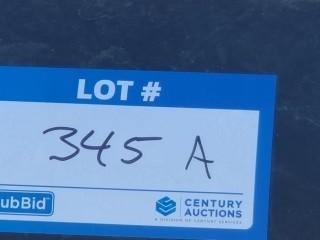 LOT #
345 A
ubBid
CENTURY
AUCTIONS
A DIVISION OF CENTURY SERVICES